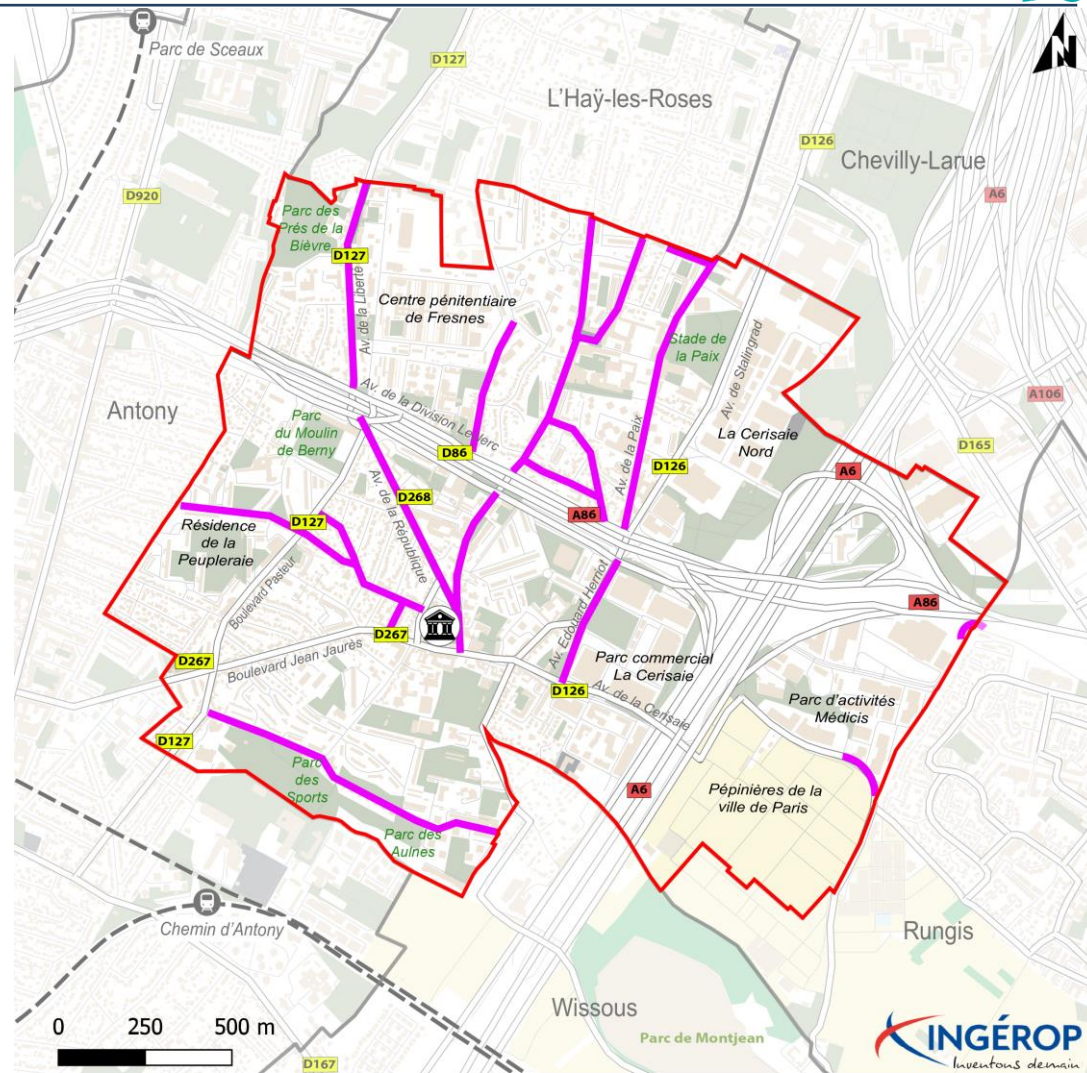 Parc de Sceaux
D127
L'Haÿ-les-Roses
D126
Chevilly-Larue
N
D920
A6
Parc des
Prés de la
Bièvre
D127
Av. de la Liberté
Centre pénitentiaire
de Fresnes
Stade de
la Paix
Av. de Stalingrad
A106
Antony
Av. de la Division Leclerc
Parc
du Moulin
de Berny
D86
Av. de la Paix
La Cerisaie
Nord
D165
D126
A6
D268
A86
Résidence
de la
Peupleraie
D127
Av. de la République
Boulevard Pasteur
Av. Edouard Herriot
A86
D267
D267
Boulevard Jean Jaurès
Parc commercial
La Cerisaie
D126
Av. de la Cerisaie
Parc d'activités
Médicis
D127
Parc
des
Sports
A6
Pépinières de la
ville de Paris
Parc des
Aulnes
Chemin d'Antony
Rungis
Wissous
0 250 500 m
Parc de Montjean
D167
INGÉROP
Inventons demain